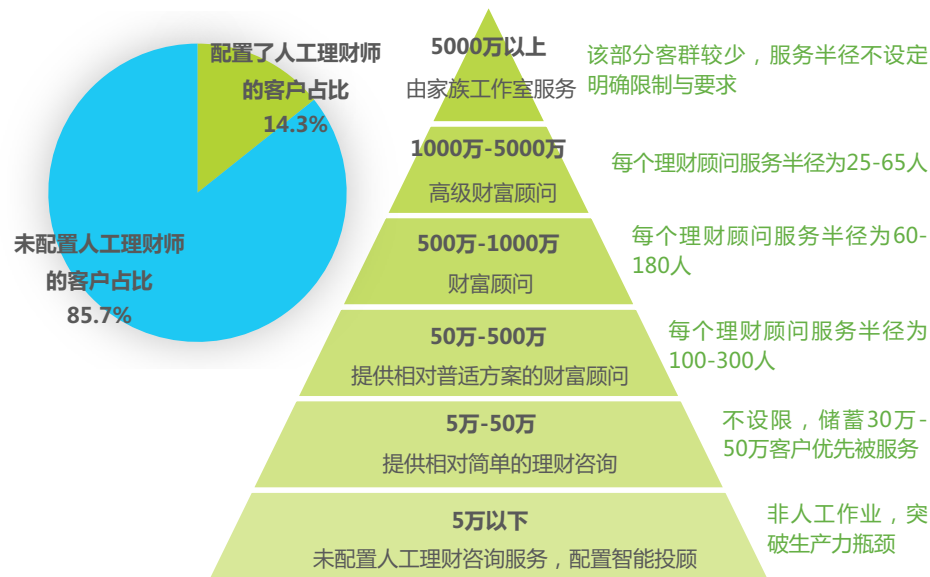 配置了人工理财师
的客户占比
14.3%
未配置人工理财师
的客户占比
85.7%
5000万以上
由家族工作室服务
该部分客群较少，服务半径不设定
明确限制与要求
1000万-5000万
高级财富顾问
每个理财顾问服务半径为25-65人
500万-1000万
财富顾问
每个理财顾问服务半径为60-
180人
50万-500万
提供相对普适方案的财富顾问
每个理财顾问服务半径为
100-300人
5万-50万
提供相对简单的理财咨询
不设限，储蓄30万-
50万客户优先被服务
5万以下
未配置人工理财咨询服务，配置智能投顾
非人工作业，突
破生产力瓶颈